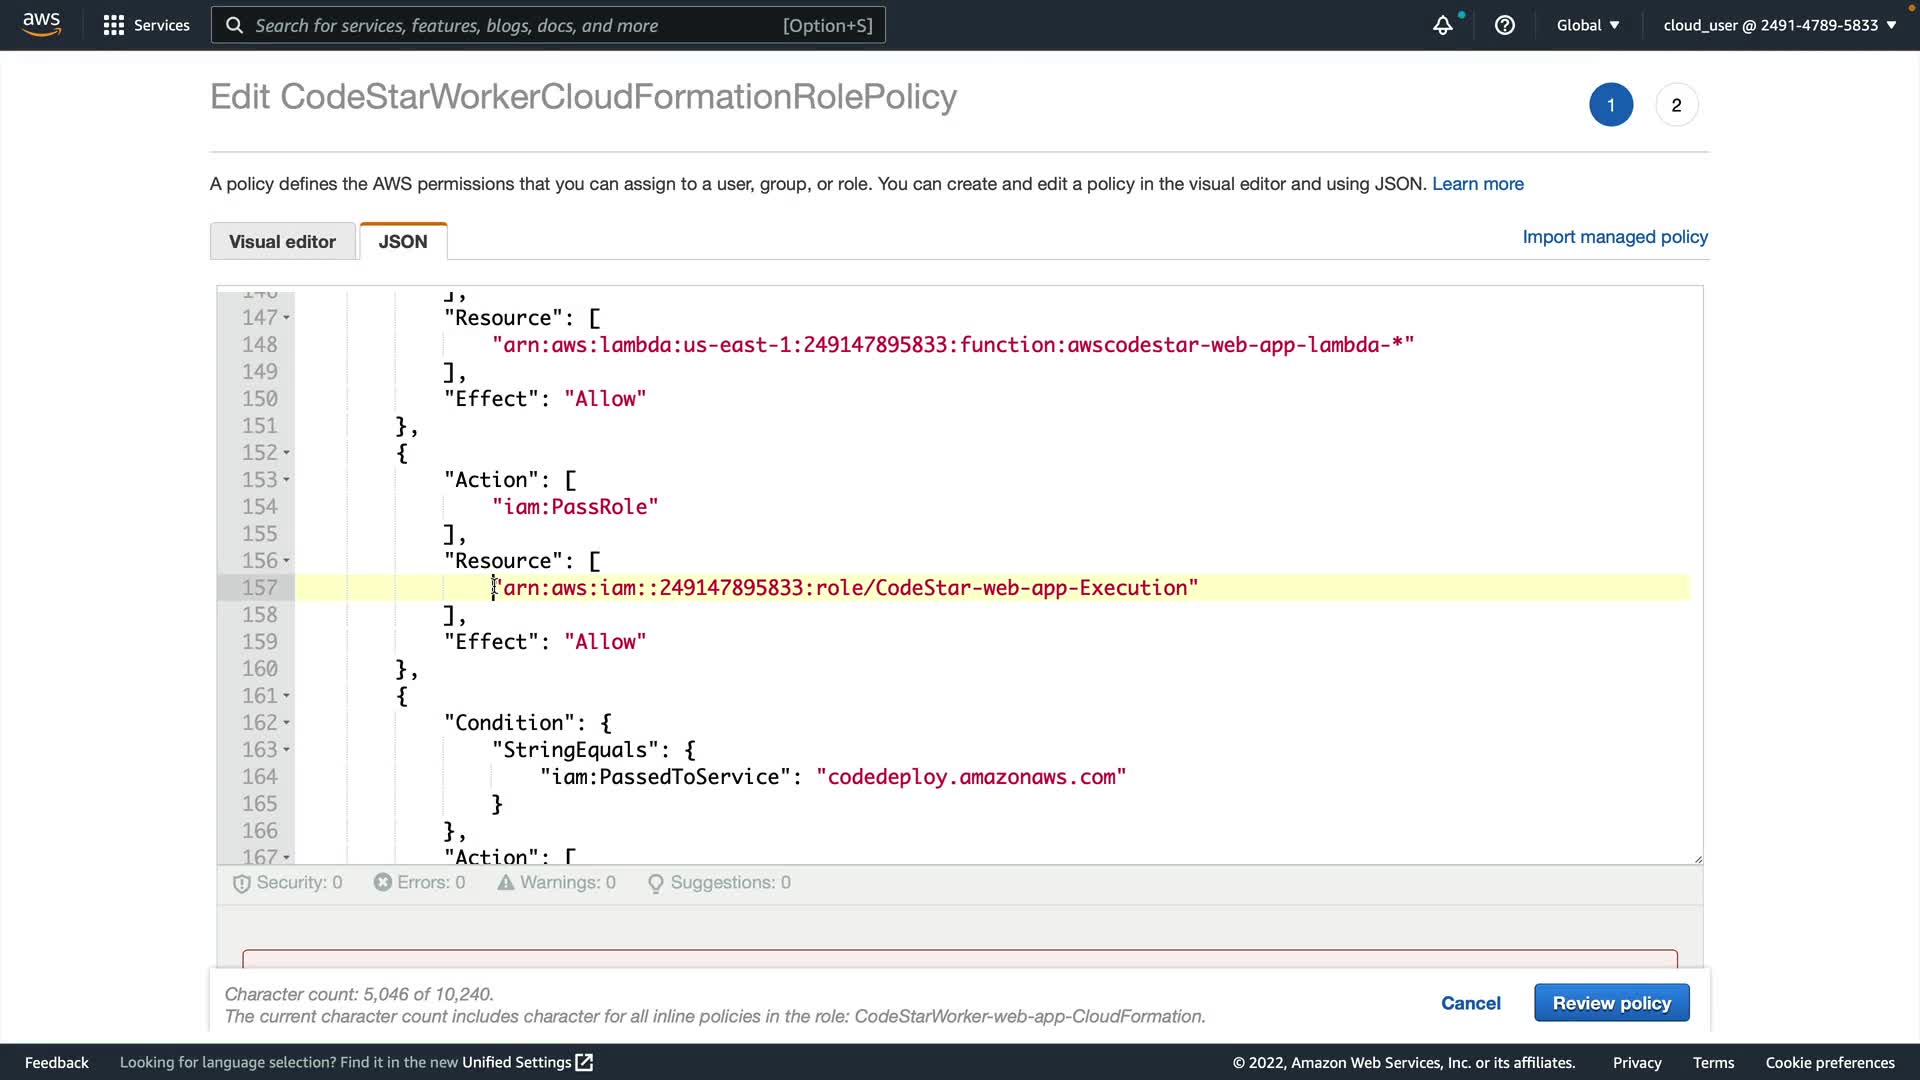 aws
Services
Search for services, features, blogs, docs, and more [Option+S]
Global ▼
cloud_user @ 2491-4789-5833 ▼
Edit CodeStarWorkerCloudFormationRolePolicy
1
2
A policy defines the AWS permissions that you can assign to a user, group, or role. You can create and edit a policy in the visual editor and using JSON. Learn more
Visual editor
JSON
Import managed policy
146 ],
147 "Resource": [
148 "arn:aws:lambda:us-east-1:249147895833:function:awscodestar-web-app-lambda-*"
149 ],
150 "Effect": "Allow"
151 },
152 {
153 "Action": [
154 "iam:PassRole"
155 ],
156 "Resource": [
157 "arn:aws:iam::249147895833:role/CodeStar-web-app-Execution"
158 ],
159 "Effect": "Allow"
160 },
161 {
162 "Condition": {
163 "StringEquals": {
164 "iam:PassedToService": "codedeploy.amazonaws.com"
165 }
166 },
167 "Action": [
Security: 0
Errors: 0
Warnings: 0
Suggestions: 0
Character count: 5,046 of 10,240.
The current character count includes character for all inline policies in the role: CodeStarWorker-web-app-CloudFormation.
Cancel
Review policy
Feedback
Looking for language selection? Find it in the new Unified Settings
© 2022, Amazon Web Services, Inc. or its affiliates.
Privacy
Terms
Cookie preferences